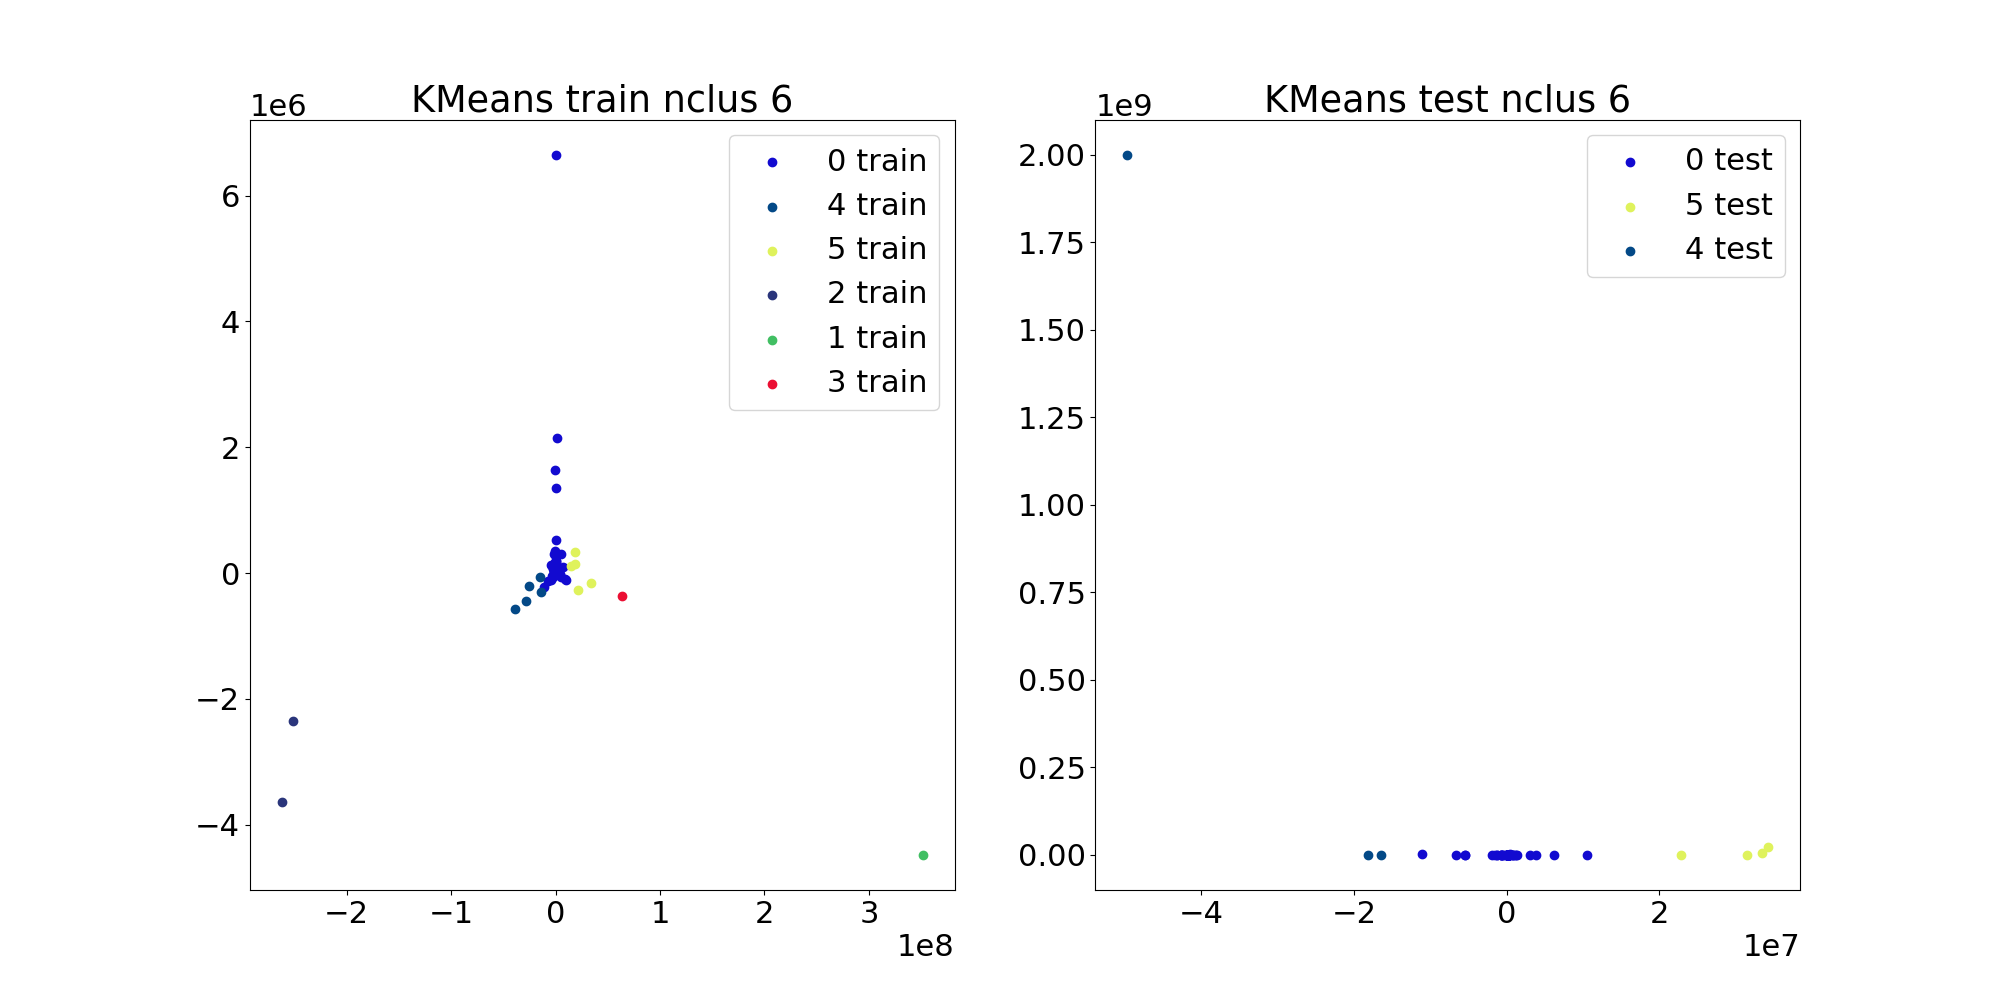 KMeans train nclus 6
1e6
6
4
2
0
−2
−4
−2
−1
0
1
2
3
1e8
0 train
4 train
5 train
2 train
1 train
3 train
KMeans test nclus 6
1e9
2.00
1.75
1.50
1.25
1.00
0.75
0.50
0.25
0.00
−4
−2
0
2
1e7
0 test
5 test
4 test